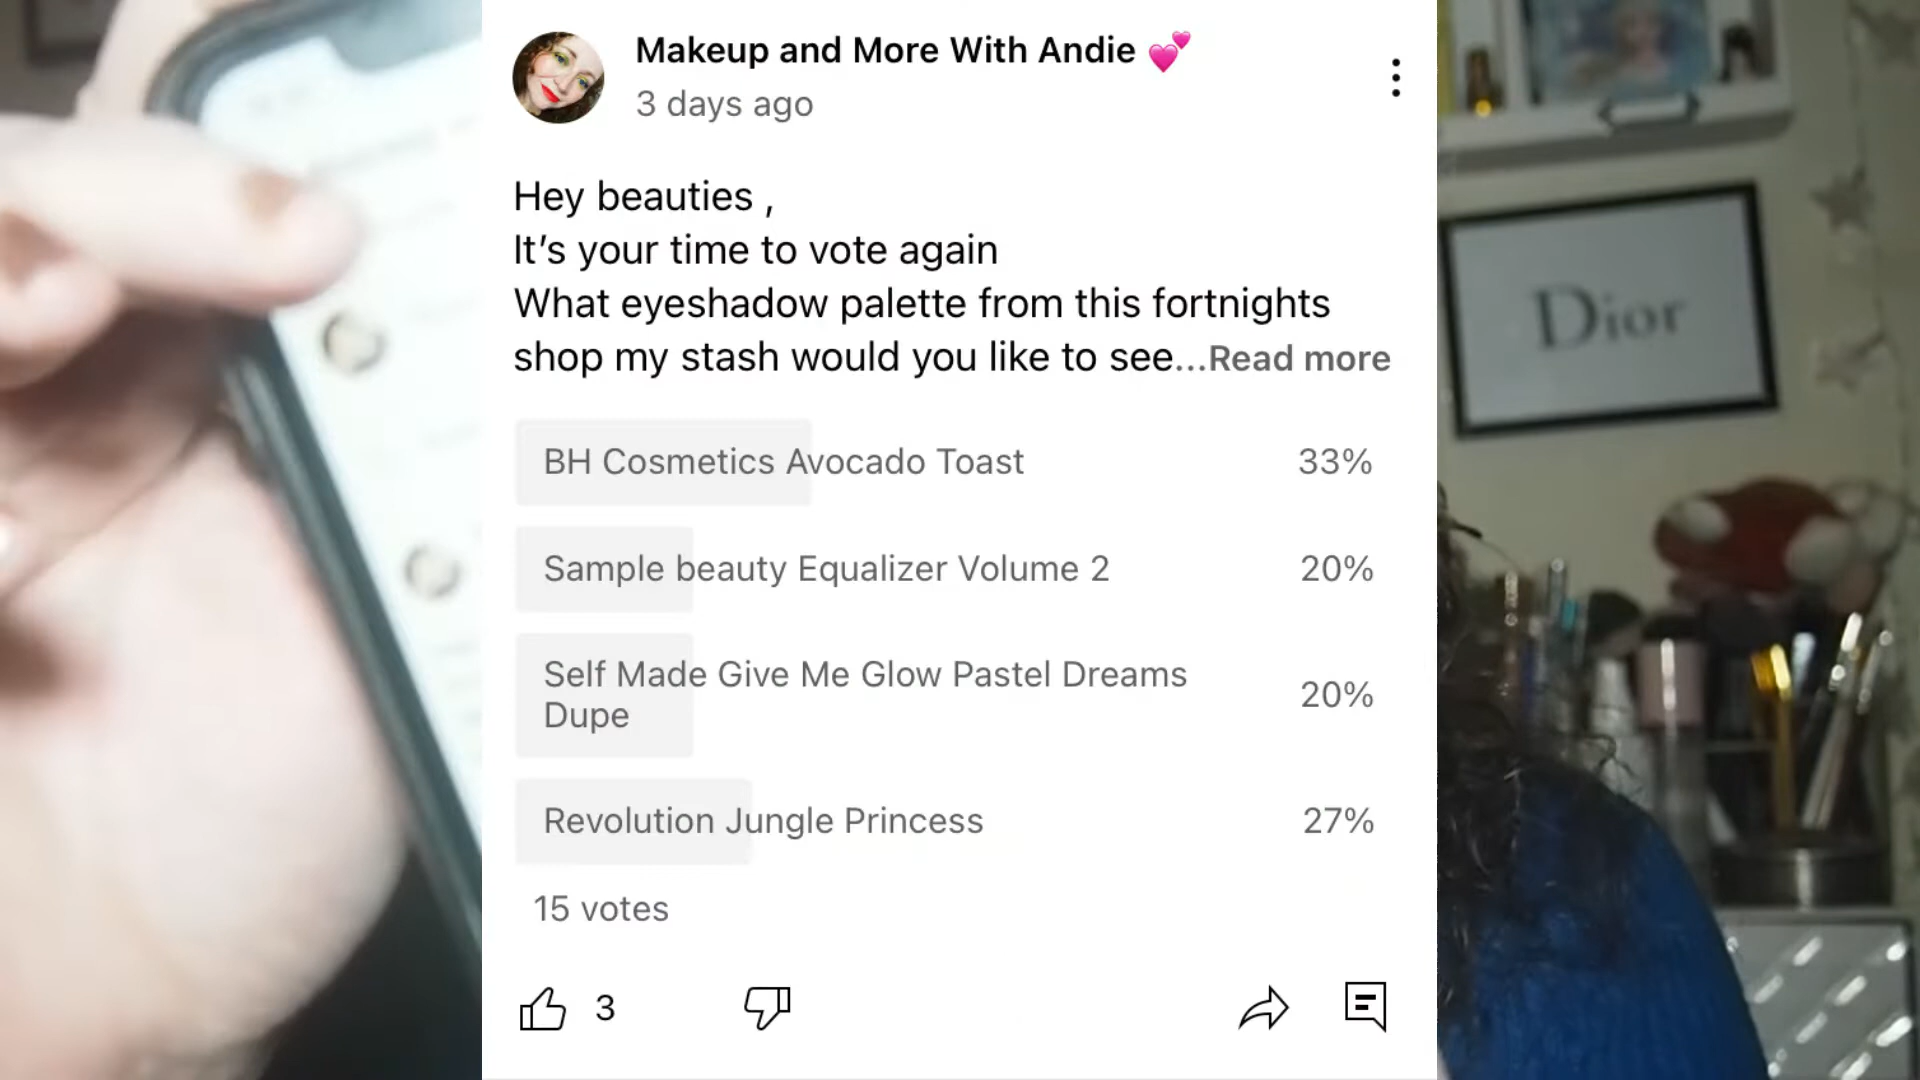 Makeup and More With Andie 💕
3 days ago
Hey beauties ,
It's your time to vote again
What eyeshadow palette from this fortnights
shop my stash would you like to see...Read more
BH Cosmetics Avocado Toast 33%
Sample beauty Equalizer Volume 2 20%
Self Made Give Me Glow Pastel Dreams
Dupe 20%
Revolution Jungle Princess 27%
15 votes
3
Dior